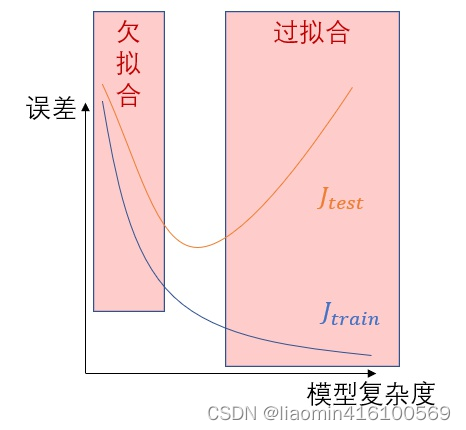 欠
拟
合
过拟合
误差
J_test
J_train
模型复杂度
CSDN @liaomin416100569